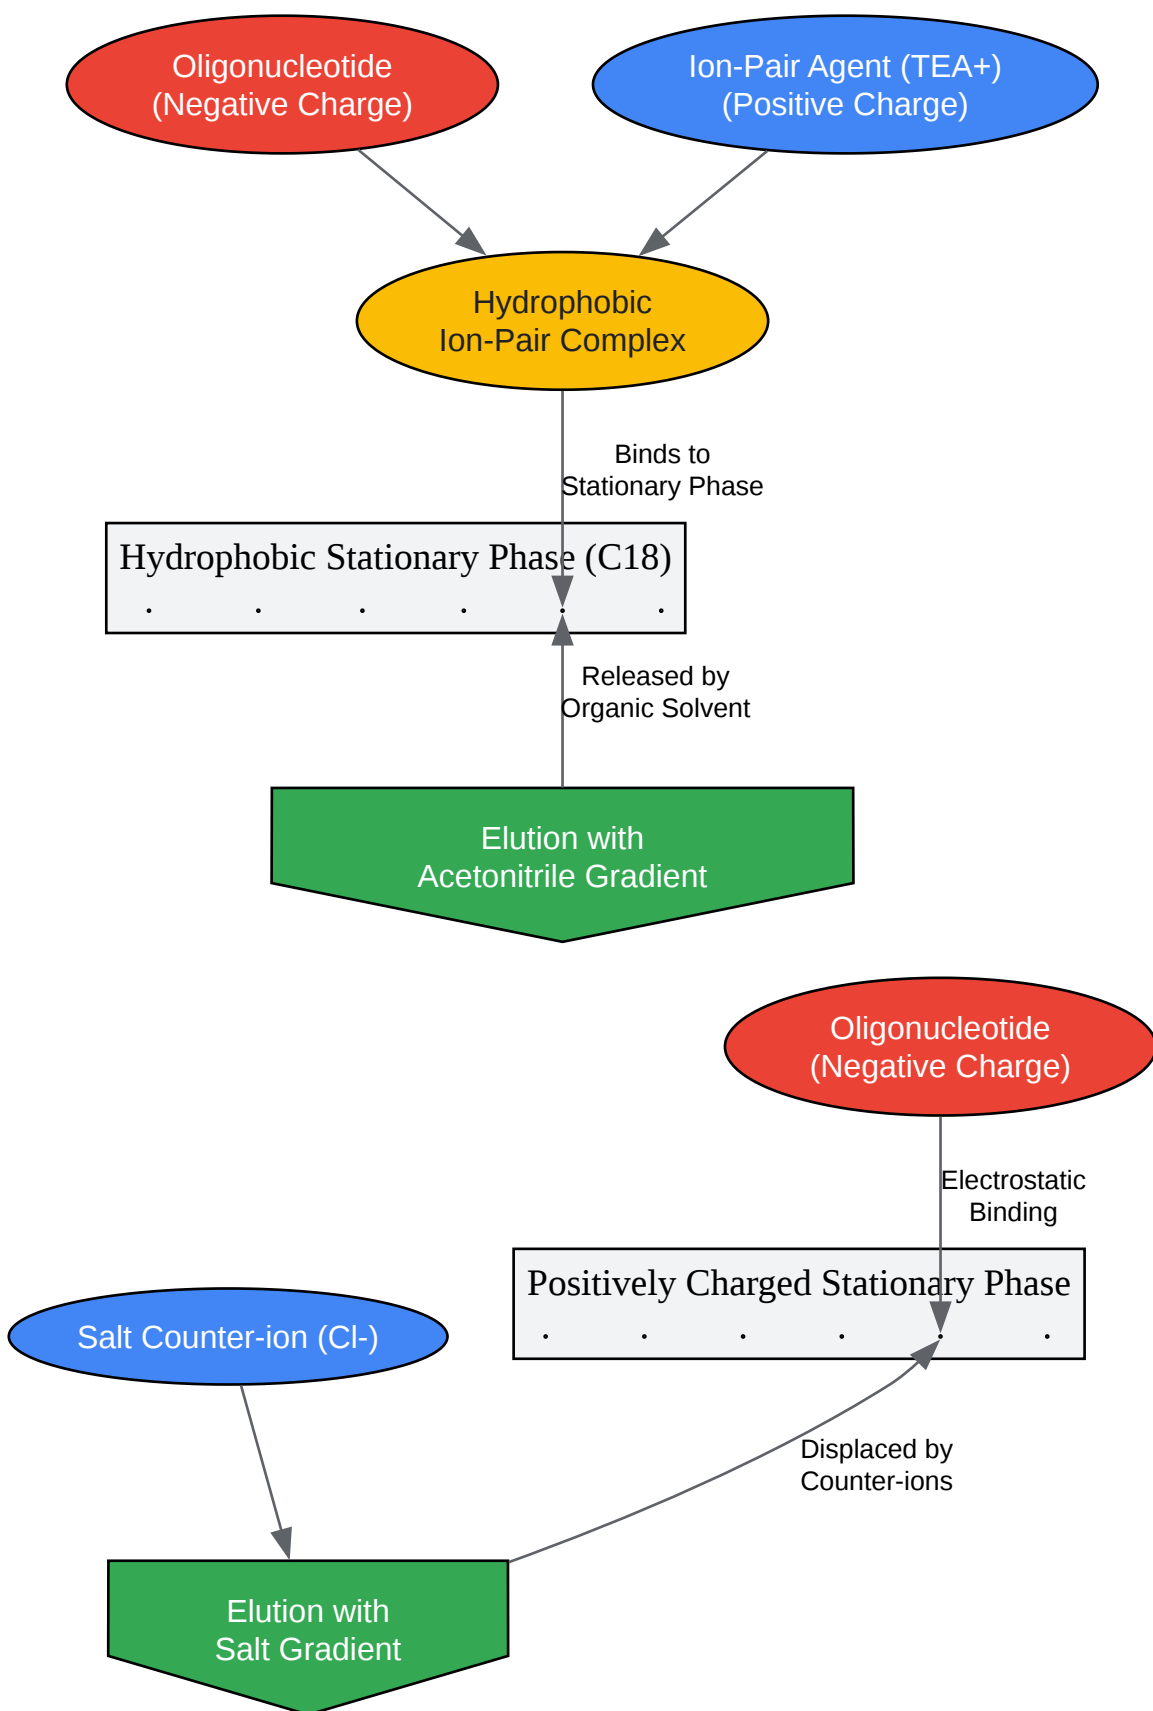 Oligonucleotide
(Negative Charge)
Ion-Pair Agent (TEA+)
(Positive Charge)
Hydrophobic
Ion-Pair Complex
Binds to
Stationary Phase
Hydrophobic Stationary Phase (C18)
. . . . . .
Released by
Organic Solvent
Elution with
Acetonitrile Gradient
Oligonucleotide
(Negative Charge)
Electrostatic
Binding
Positively Charged Stationary Phase
. . . . . .
Salt Counter-ion (Cl-)
Displaced by
Counter-ions
Elution with
Salt Gradient